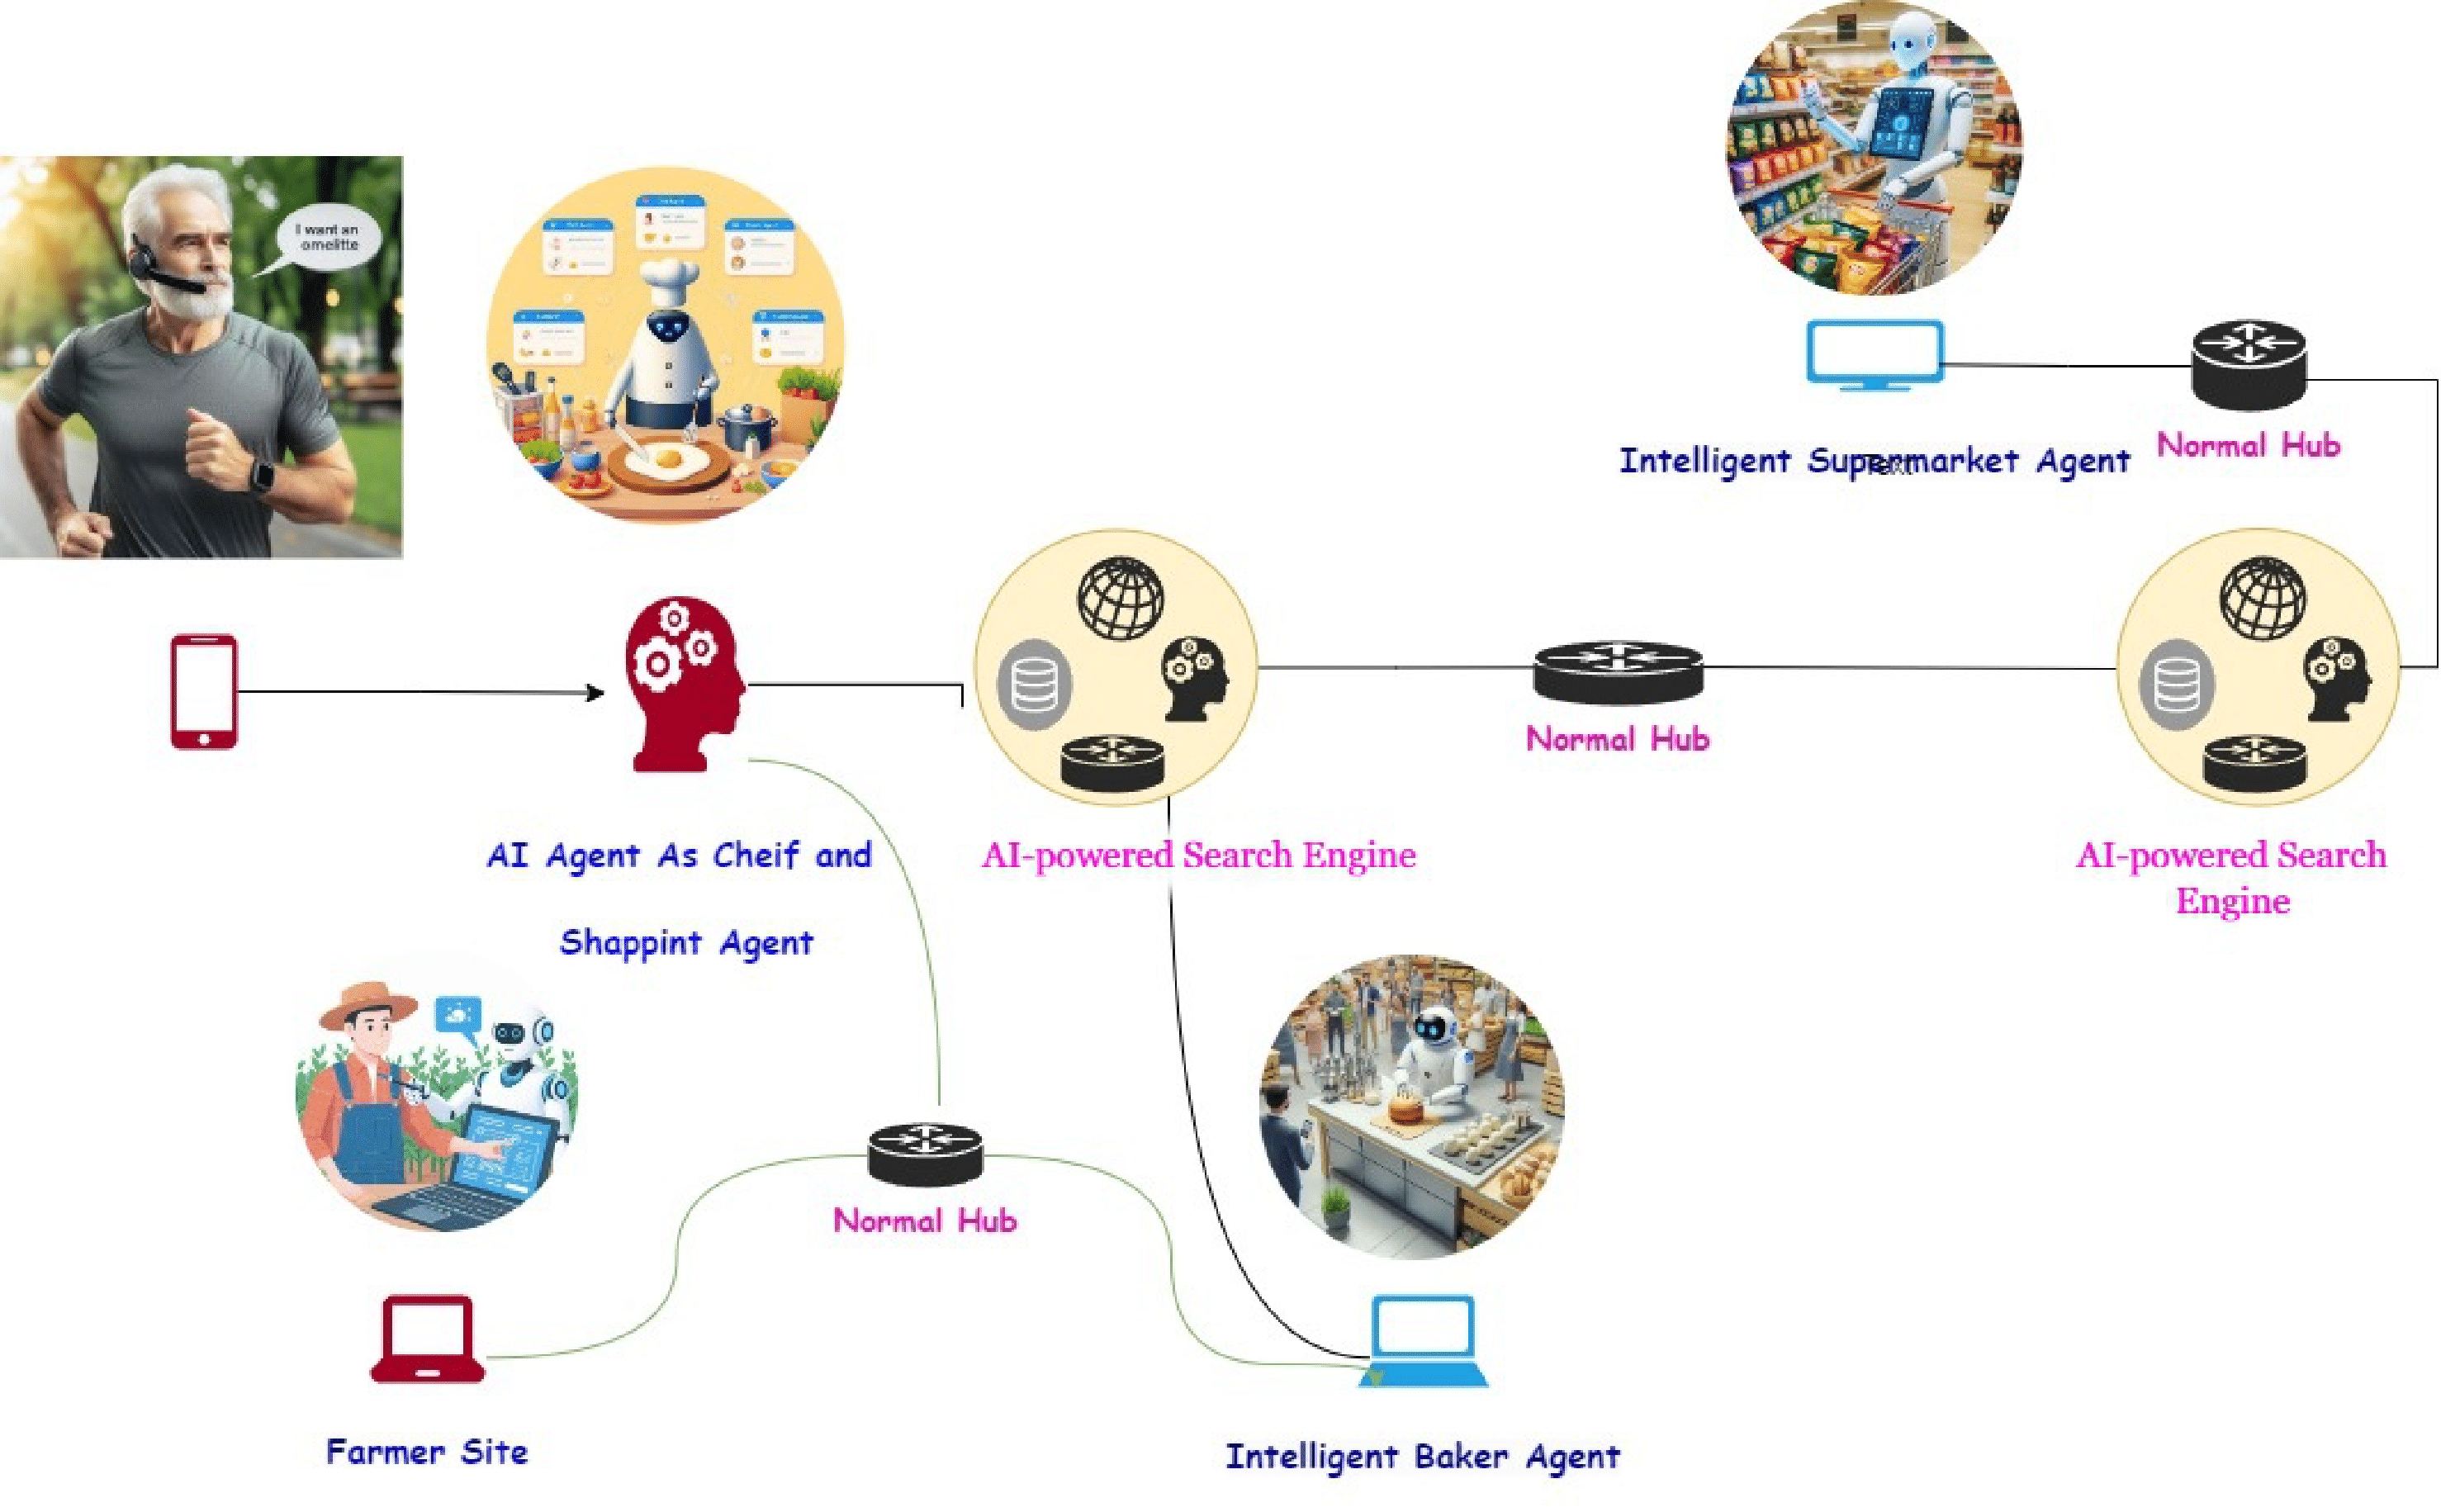 I want an
omelitte
Intelligent Supermarket Agent
Text
Normal Hub
Normal Hub
AI Agent As Cheif and
Shappint Agent
AI-powered Search Engine
AI-powered Search
Engine
Normal Hub
Farmer Site
Intelligent Baker Agent